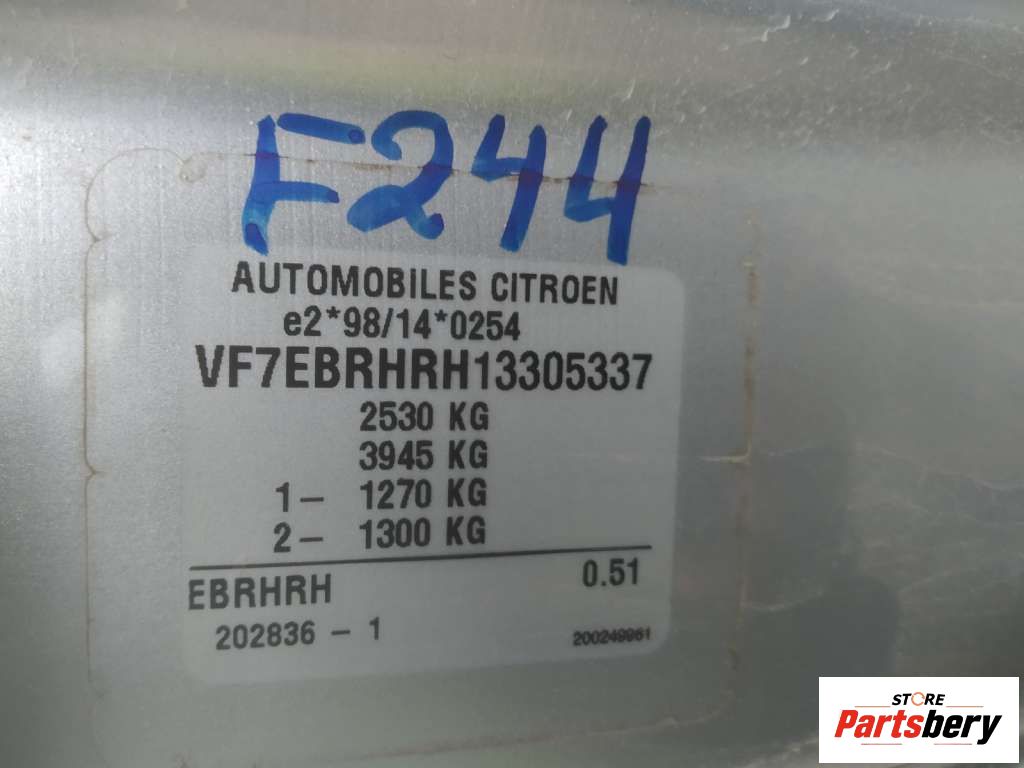 F244
AUTOMOBILES CITROEN
e2*98/14*0254
VF7EBRHRH13305337
2530 KG
3945 KG
1- 1270 KG
2- 1300 KG
EBRHRH 0.51
202836 - 1 200249961
STORE
Partsbery